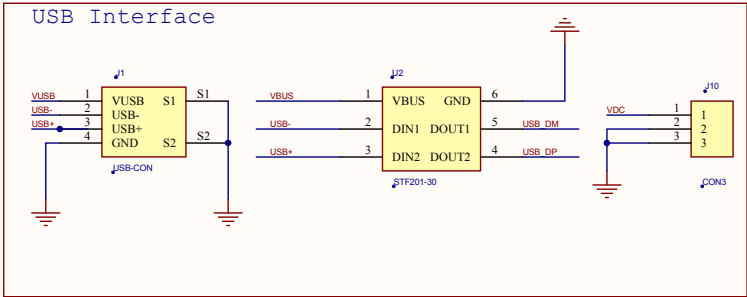 USB Interface
J1
VUSB 1 VUSB S1 S1
USB- 2 USB-
USB+ 3 USB+
4 GND S2 S2
USB-CON
U2
VBUS 1 VBUS GND 6
USB- 2 DIN1 DOUT1 5 USB_DM
USB+ 3 DIN2 DOUT2 4 USB_DP
STF201-30
J10
VDC 1 1
2 2
3 3
CON3